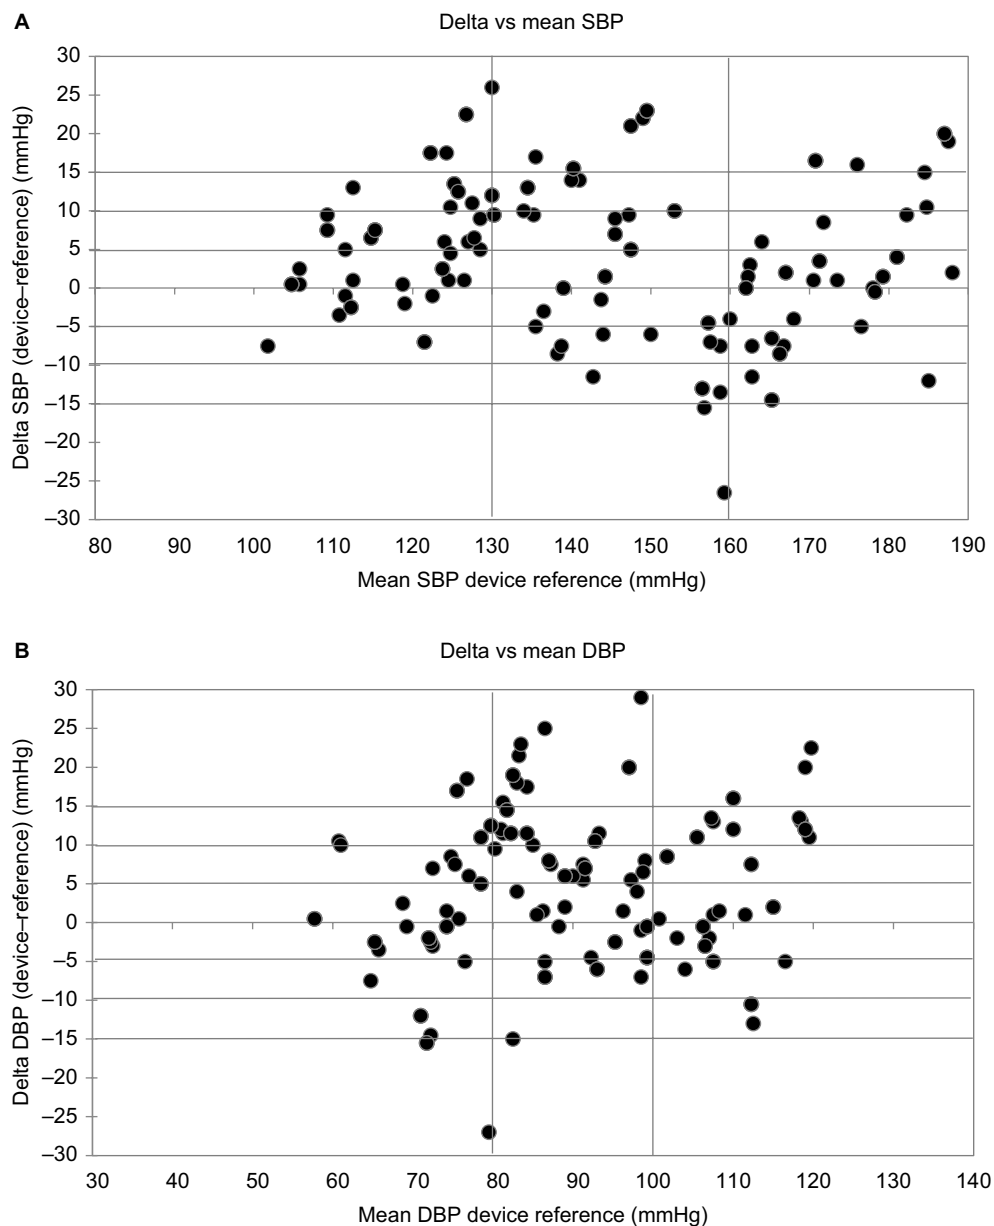 A
Delta vs mean SBP
Delta SBP (device–reference) (mmHg)
30
25
20
15
10
5
0
–5
–10
–15
–20
–25
–30
80 90 100 110 120 130 140 150 160 170 180 190
Mean SBP device reference (mmHg)
B
Delta vs mean DBP
Delta DBP (device–reference) (mmHg)
30
25
20
15
10
5
0
–5
–10
–15
–20
–25
–30
30 40 50 60 70 80 90 100 110 120 130 140
Mean DBP device reference (mmHg)